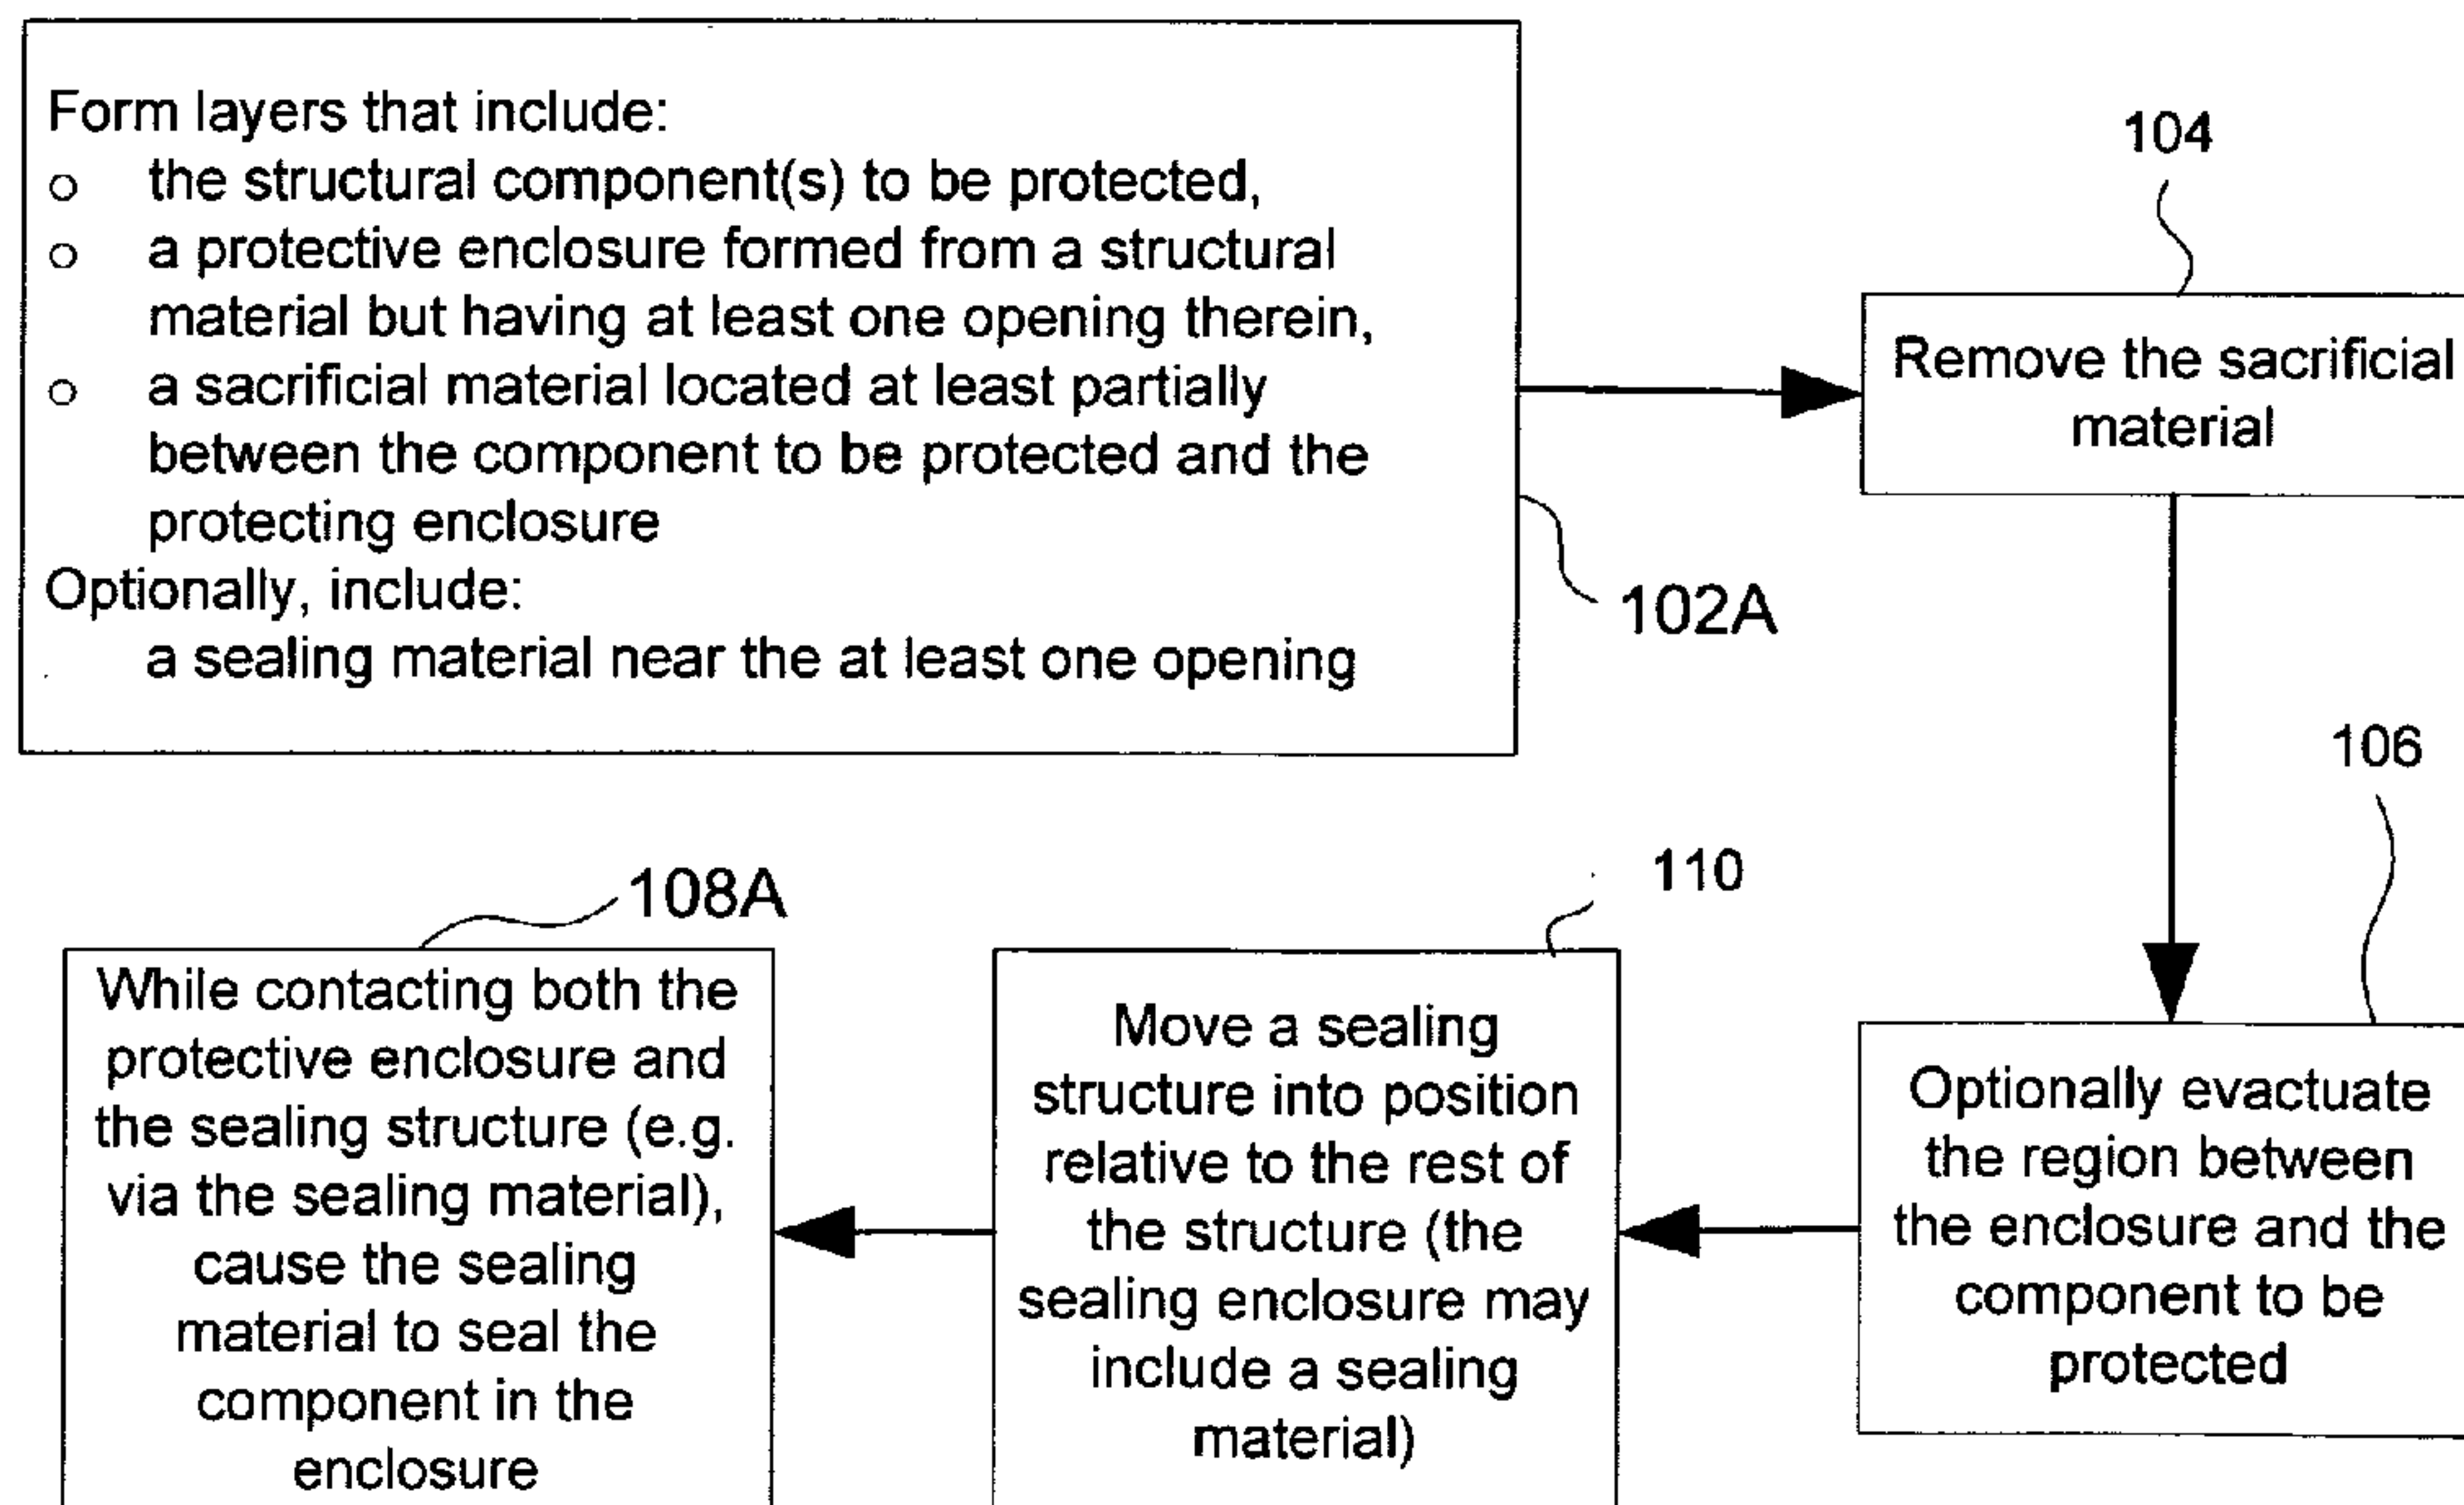 Form layers that include:
○ the structural component(s) to be protected,
○ a protective enclosure formed from a structural
material but having at least one opening therein,
○ a sacrificial material located at least partially
between the component to be protected and the
protecting enclosure
Optionally, include:
a sealing material near the at least one opening
102A
104
Remove the sacrificial
material
106
Optionally evactuate
the region between
the enclosure and the
component to be
protected
110
Move a sealing
structure into position
relative to the rest of
the structure (the
sealing enclosure may
include a sealing
material)
108A
While contacting both the
protective enclosure and
the sealing structure (e.g.
via the sealing material),
cause the sealing
material to seal the
component in the
enclosure